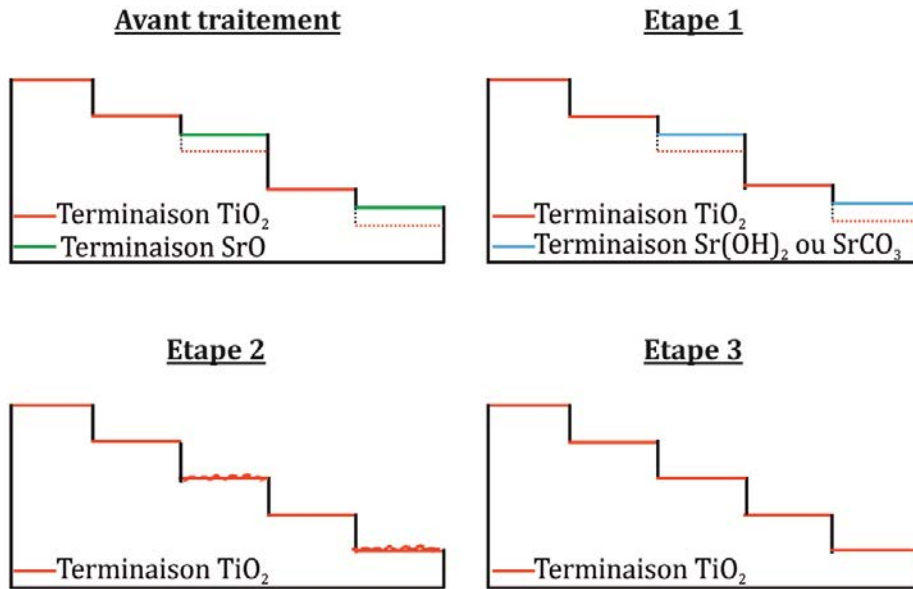 Avant traitement
Etape 1
Terminaison TiO₂
Terminaison SrO
Terminaison TiO₂
Terminaison Sr(OH)₂ ou SrCO₃
Etape 2
Etape 3
Terminaison TiO₂
Terminaison TiO₂